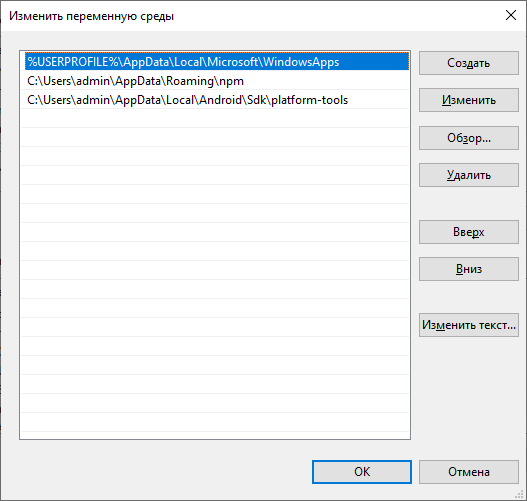 Изменить переменную среды
%USERPROFILE%\AppData\Local\Microsoft\WindowsApps
C:\Users\admin\AppData\Roaming\npm
C:\Users\admin\AppData\Local\Android\Sdk\platform-tools
Создать
Изменить
Обзор...
Удалить
Вверх
Вниз
Изменить текст...
OK
Отмена